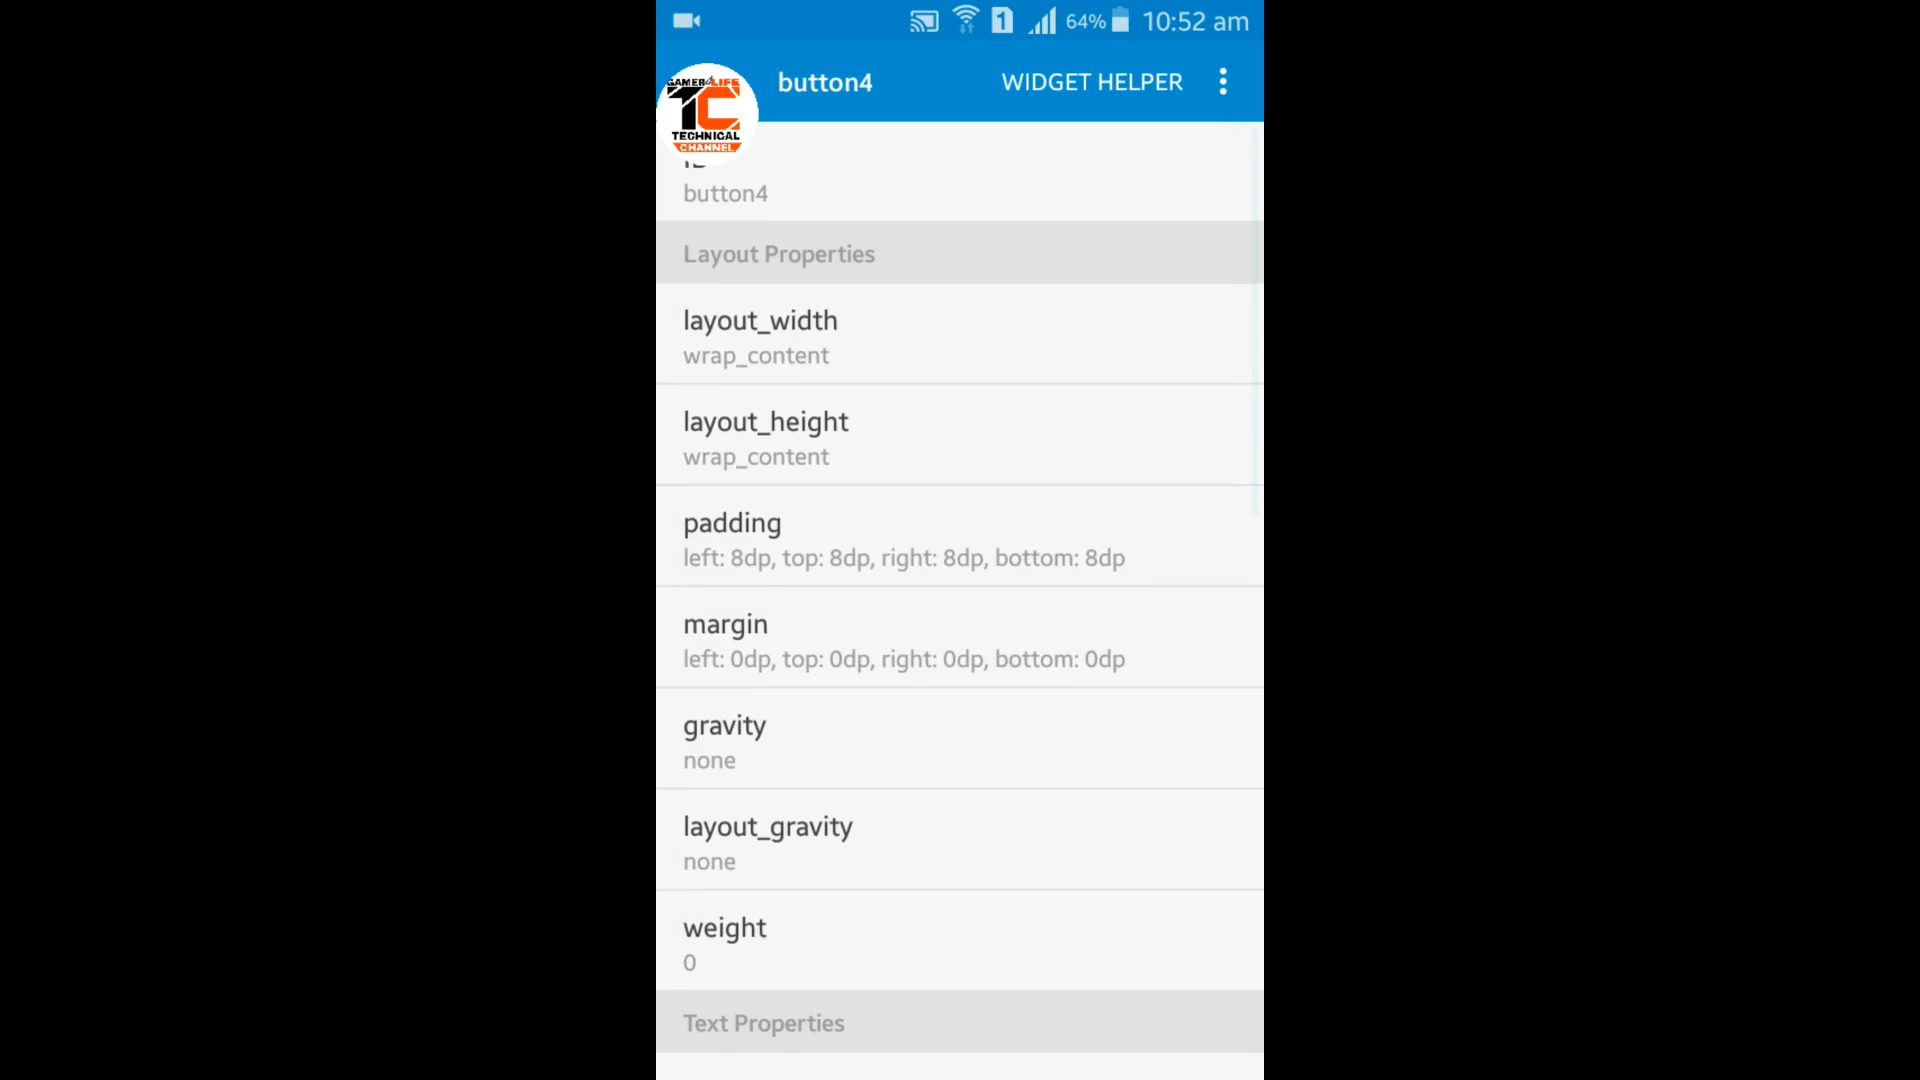 1 64% 10:52 am
GAMER4LIFE
TC
TECHNICAL
CHANNEL
button4 WIDGET HELPER
button4
Layout Properties
layout_width
wrap_content
layout_height
wrap_content
padding
left: 8dp, top: 8dp, right: 8dp, bottom: 8dp
margin
left: 0dp, top: 0dp, right: 0dp, bottom: 0dp
gravity
none
layout_gravity
none
weight
0
Text Properties